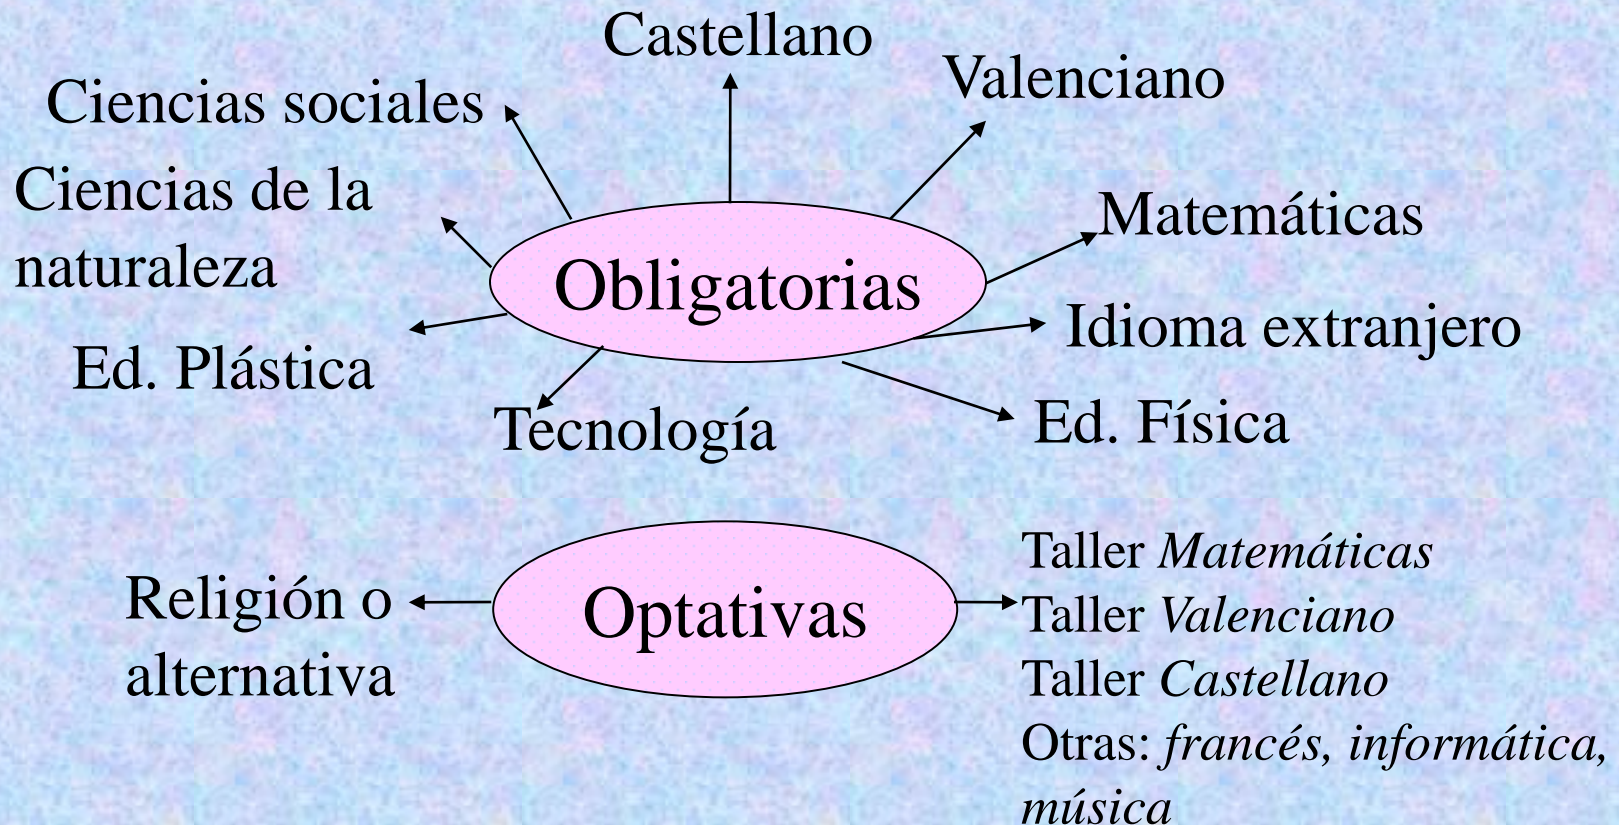 Castellano
Valenciano
Ciencias sociales
Ciencias de la
naturaleza
Matemáticas
Obligatorias
Idioma extranjero
Ed. Plástica
Tecnología
Ed. Física
Religión o
alternativa
Optativas
Taller Matemáticas
Taller Valenciano
Taller Castellano
Otras: francés, informática,
música